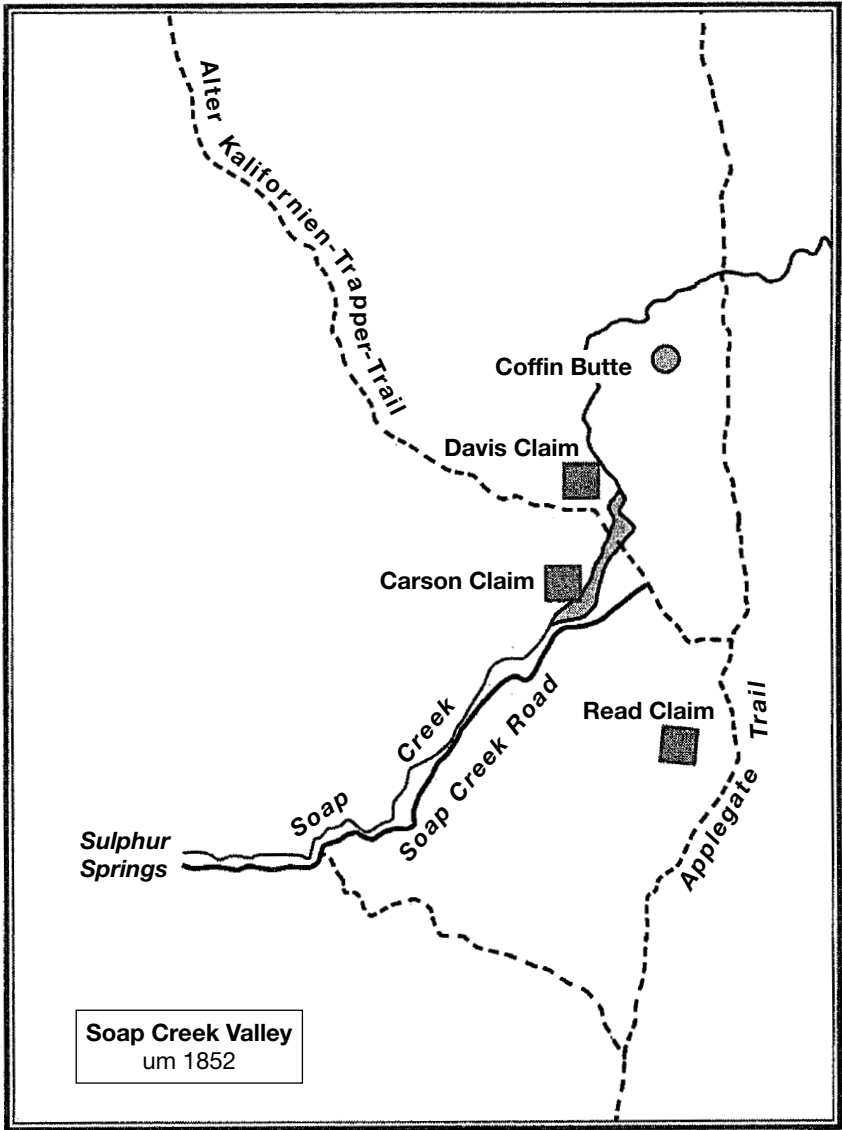 Alter Kalifornien-Trapper-Trail
Coffin Butte
Davis Claim
Carson Claim
Read Claim
Applegate Trail
Soap Creek
Soap Creek Road
Sulphur
Springs
Soap Creek Valley
um 1852